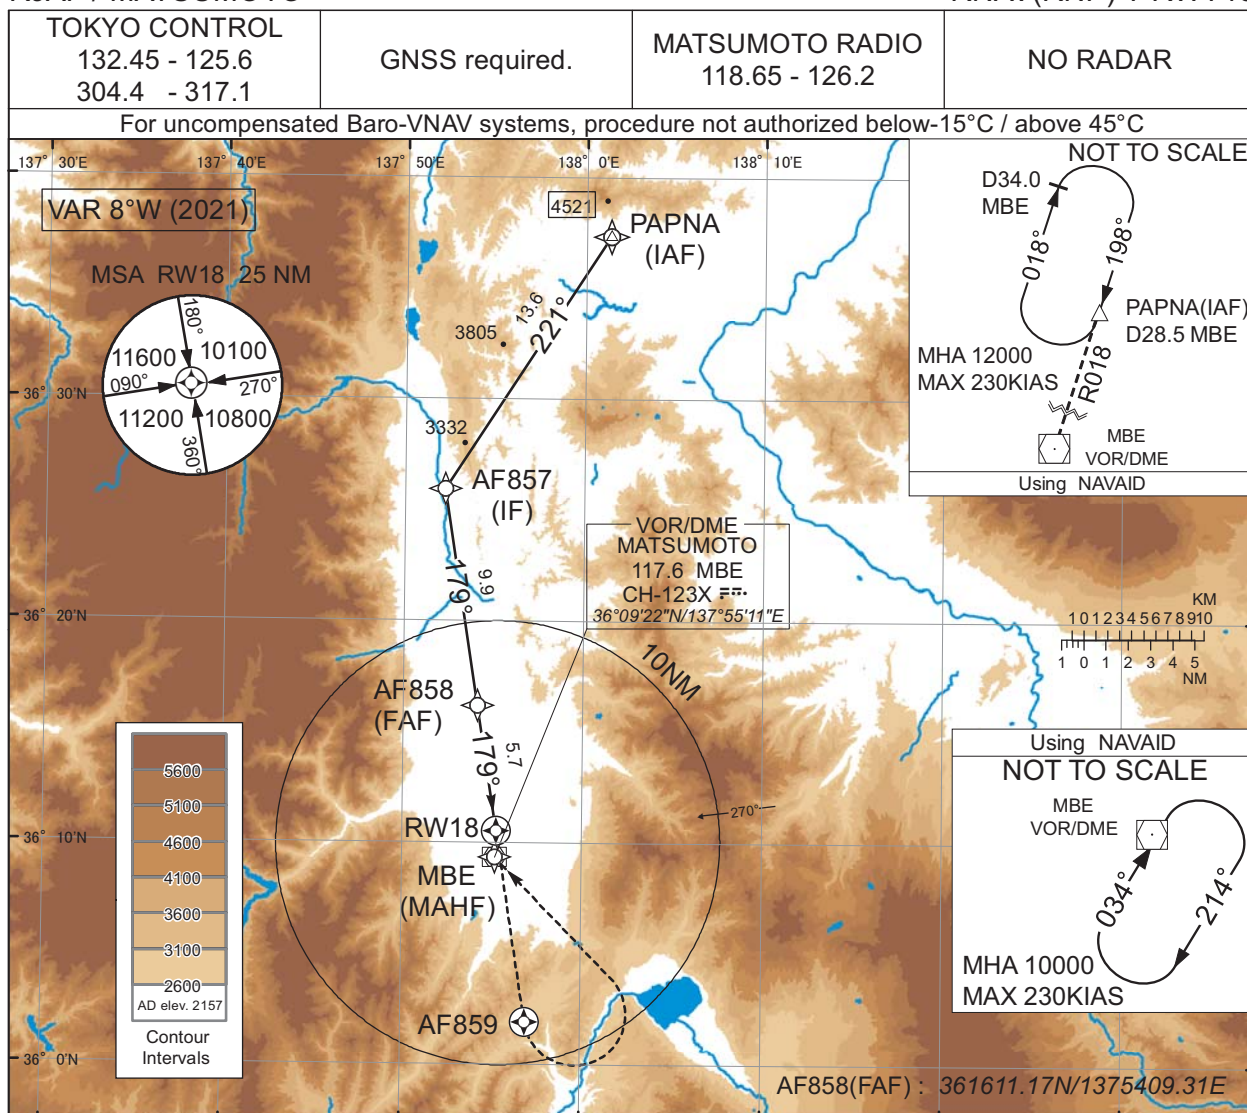 TOKYO CONTROL
132.45 - 125.6
304.4 - 317.1
GNSS required.
MATSUMOTO RADIO
118.65 - 126.2
NO RADAR
For uncompensated Baro-VNAV systems, procedure not authorized below-15°C / above 45°C
137° 30'E
137° 40'E
137° 50'E
138° 0'E
138° 10'E
VAR 8°W (2021)
MSA RW18 25 NM
180°
11600
10100
090°
270°
11200
10800
360°
4521
PAPNA
(IAF)
13.6
221°
3805
3332
AF857
(IF)
NOT TO SCALE
D34.0
MBE
018°
198°
PAPNA(IAF)
D28.5 MBE
MHA 12000
MAX 230KIAS
R018
MBE
VOR/DME
Using NAVAID
36° 30'N
VOR/DME
MATSUMOTO
117.6 MBE
CH-123X
36°09'22"N/137°55'11"E
179°
9.9
36° 20'N
KM
1 0 1 2 3 4 5 6 7 8 9 10
1 0 1 2 3 4 5
NM
10NM
AF858
(FAF)
179°
5.7
RW18
MBE
(MAHF)
270°
36° 10'N
5600
5100
4600
4100
3600
3100
2600
AD elev. 2157
Contour
Intervals
Using NAVAID
NOT TO SCALE
MBE
VOR/DME
034°
214°
MHA 10000
MAX 230KIAS
AF859
36° 0'N
AF858(FAF) : 361611.17N/1375409.31E